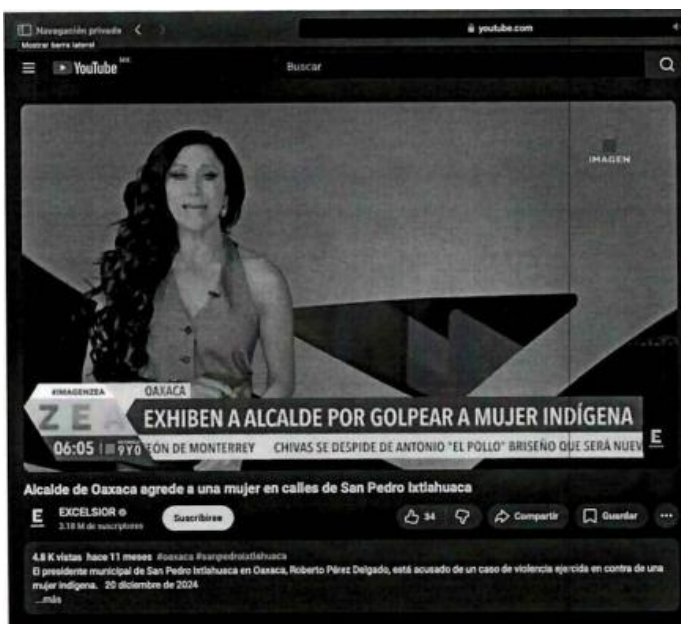 Navegación privada
Mostrar barra lateral
youtube.com
YouTube MX
Buscar
IMAGEN
#IMAGENZEA
OAXACA
ZEA
EXHIBEN A ALCALDE POR GOLPEAR A MUJER INDÍGENA
06:05
9Y0
EÓN DE MONTERREY CHIVAS SE DESPIDE DE ANTONIO "EL POLLO" BRISEÑO QUE SERÁ NUEV
E
Alcalde de Oaxaca agrede a una mujer en calles de San Pedro Ixtlahuaca
E
EXCELSIOR
3.18 M de suscriptores
Suscribirse
34
Compartir
Guardar
4.8 K vistas hace 11 meses #oaxaca #sanpedroixtlahuaca
El presidente municipal de San Pedro Ixtlahuaca en Oaxaca, Roberto Pérez Delgado, está acusado de un caso de violencia ejercida en contra de una
mujer indígena. 20 diciembre de 2024
...más